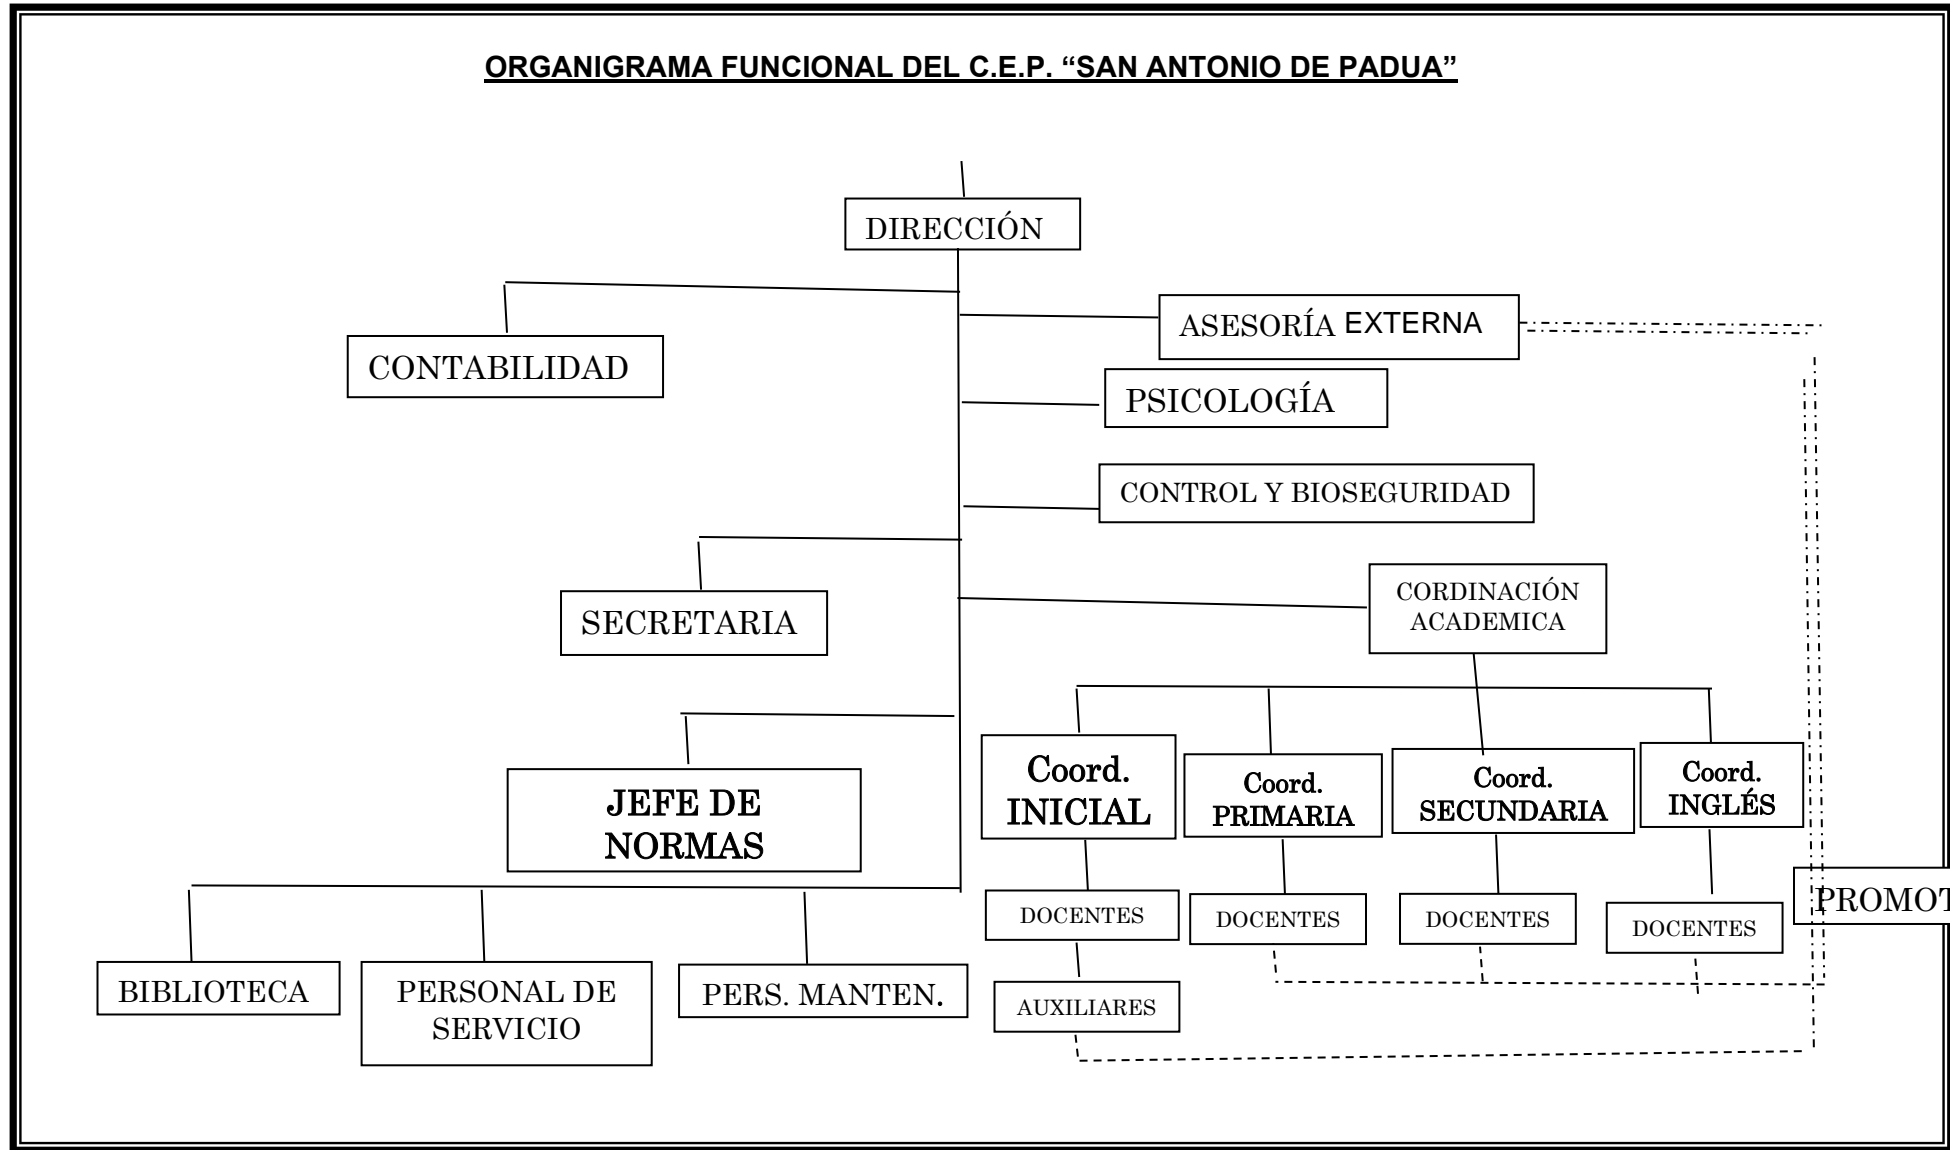 ORGANIGRAMA FUNCIONAL DEL C.E.P. “SAN ANTONIO DE PADUA”
DIRECCIÓN
ASESORÍA EXTERNA
CONTABILIDAD
PSICOLOGÍA
CONTROL Y BIOSEGURIDAD
SECRETARIA
CORDINACIÓN
ACADEMICA
JEFE DE
NORMAS
Coord.
INICIAL
Coord.
PRIMARIA
Coord.
SECUNDARIA
Coord.
INGLÉS
DOCENTES
DOCENTES
DOCENTES
DOCENTES
PROMOT
BIBLIOTECA
PERSONAL DE
SERVICIO
PERS. MANTEN.
AUXILIARES